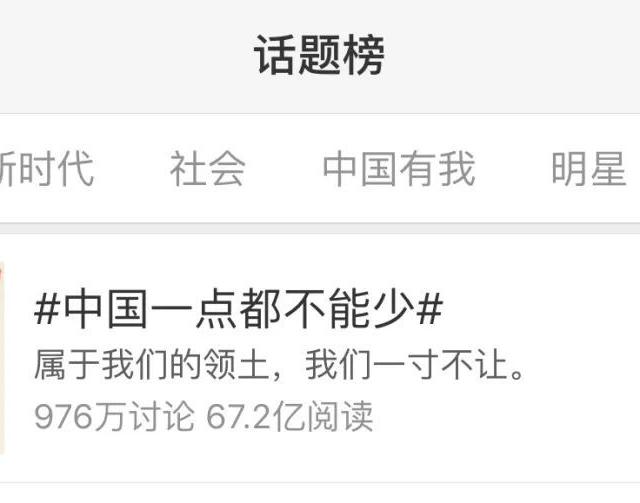 话题榜
新时代 社会 中国有我 明星
#中国一点都不能少#
属于我们的领土，我们一寸不让。
976万讨论 67.2亿阅读